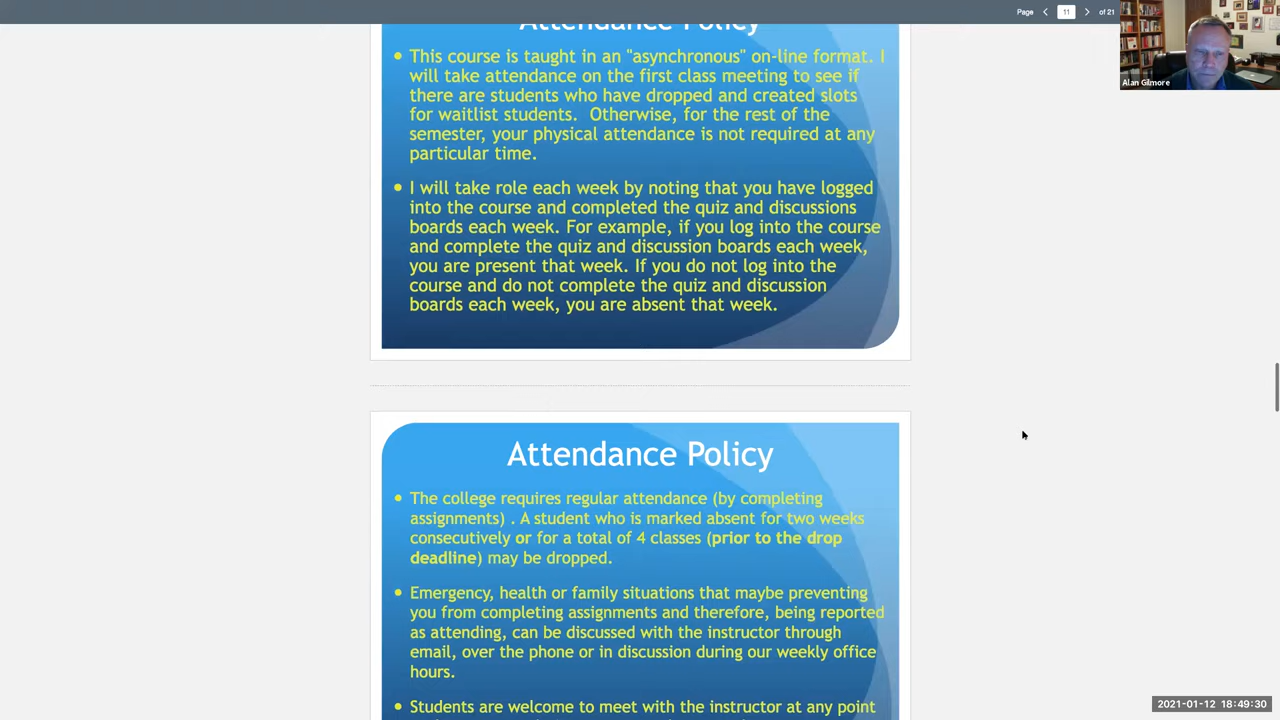 Page 11 of 21
Alan Gilmore
Attendance Policy
• This course is taught in an "asynchronous" on-line format. I
will take attendance on the first class meeting to see if
there are students who have dropped and created slots
for waitlist students. Otherwise, for the rest of the
semester, your physical attendance is not required at any
particular time.
• I will take role each week by noting that you have logged
into the course and completed the quiz and discussions
boards each week. For example, if you log into the course
and complete the quiz and discussion boards each week,
you are present that week. If you do not log into the
course and do not complete the quiz and discussion
boards each week, you are absent that week.
Attendance Policy
• The college requires regular attendance (by completing
assignments) . A student who is marked absent for two weeks
consecutively or for a total of 4 classes (prior to the drop
deadline) may be dropped.
• Emergency, health or family situations that maybe preventing
you from completing assignments and therefore, being reported
as attending, can be discussed with the instructor through
email, over the phone or in discussion during our weekly office
hours.
• Students are welcome to meet with the instructor at any point
2021-01-12 18:49:30